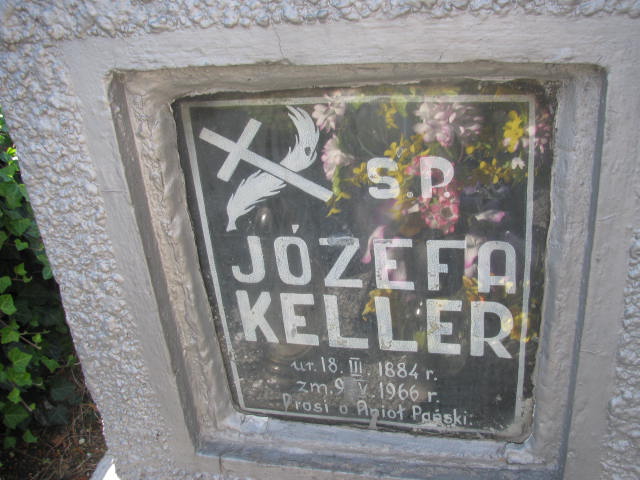 Ś.P.
JÓZEFA
KELLER
ur. 18. III. 1884 r.
zm. 9 V. 1966 r.
Prosi o Anioł Pański.